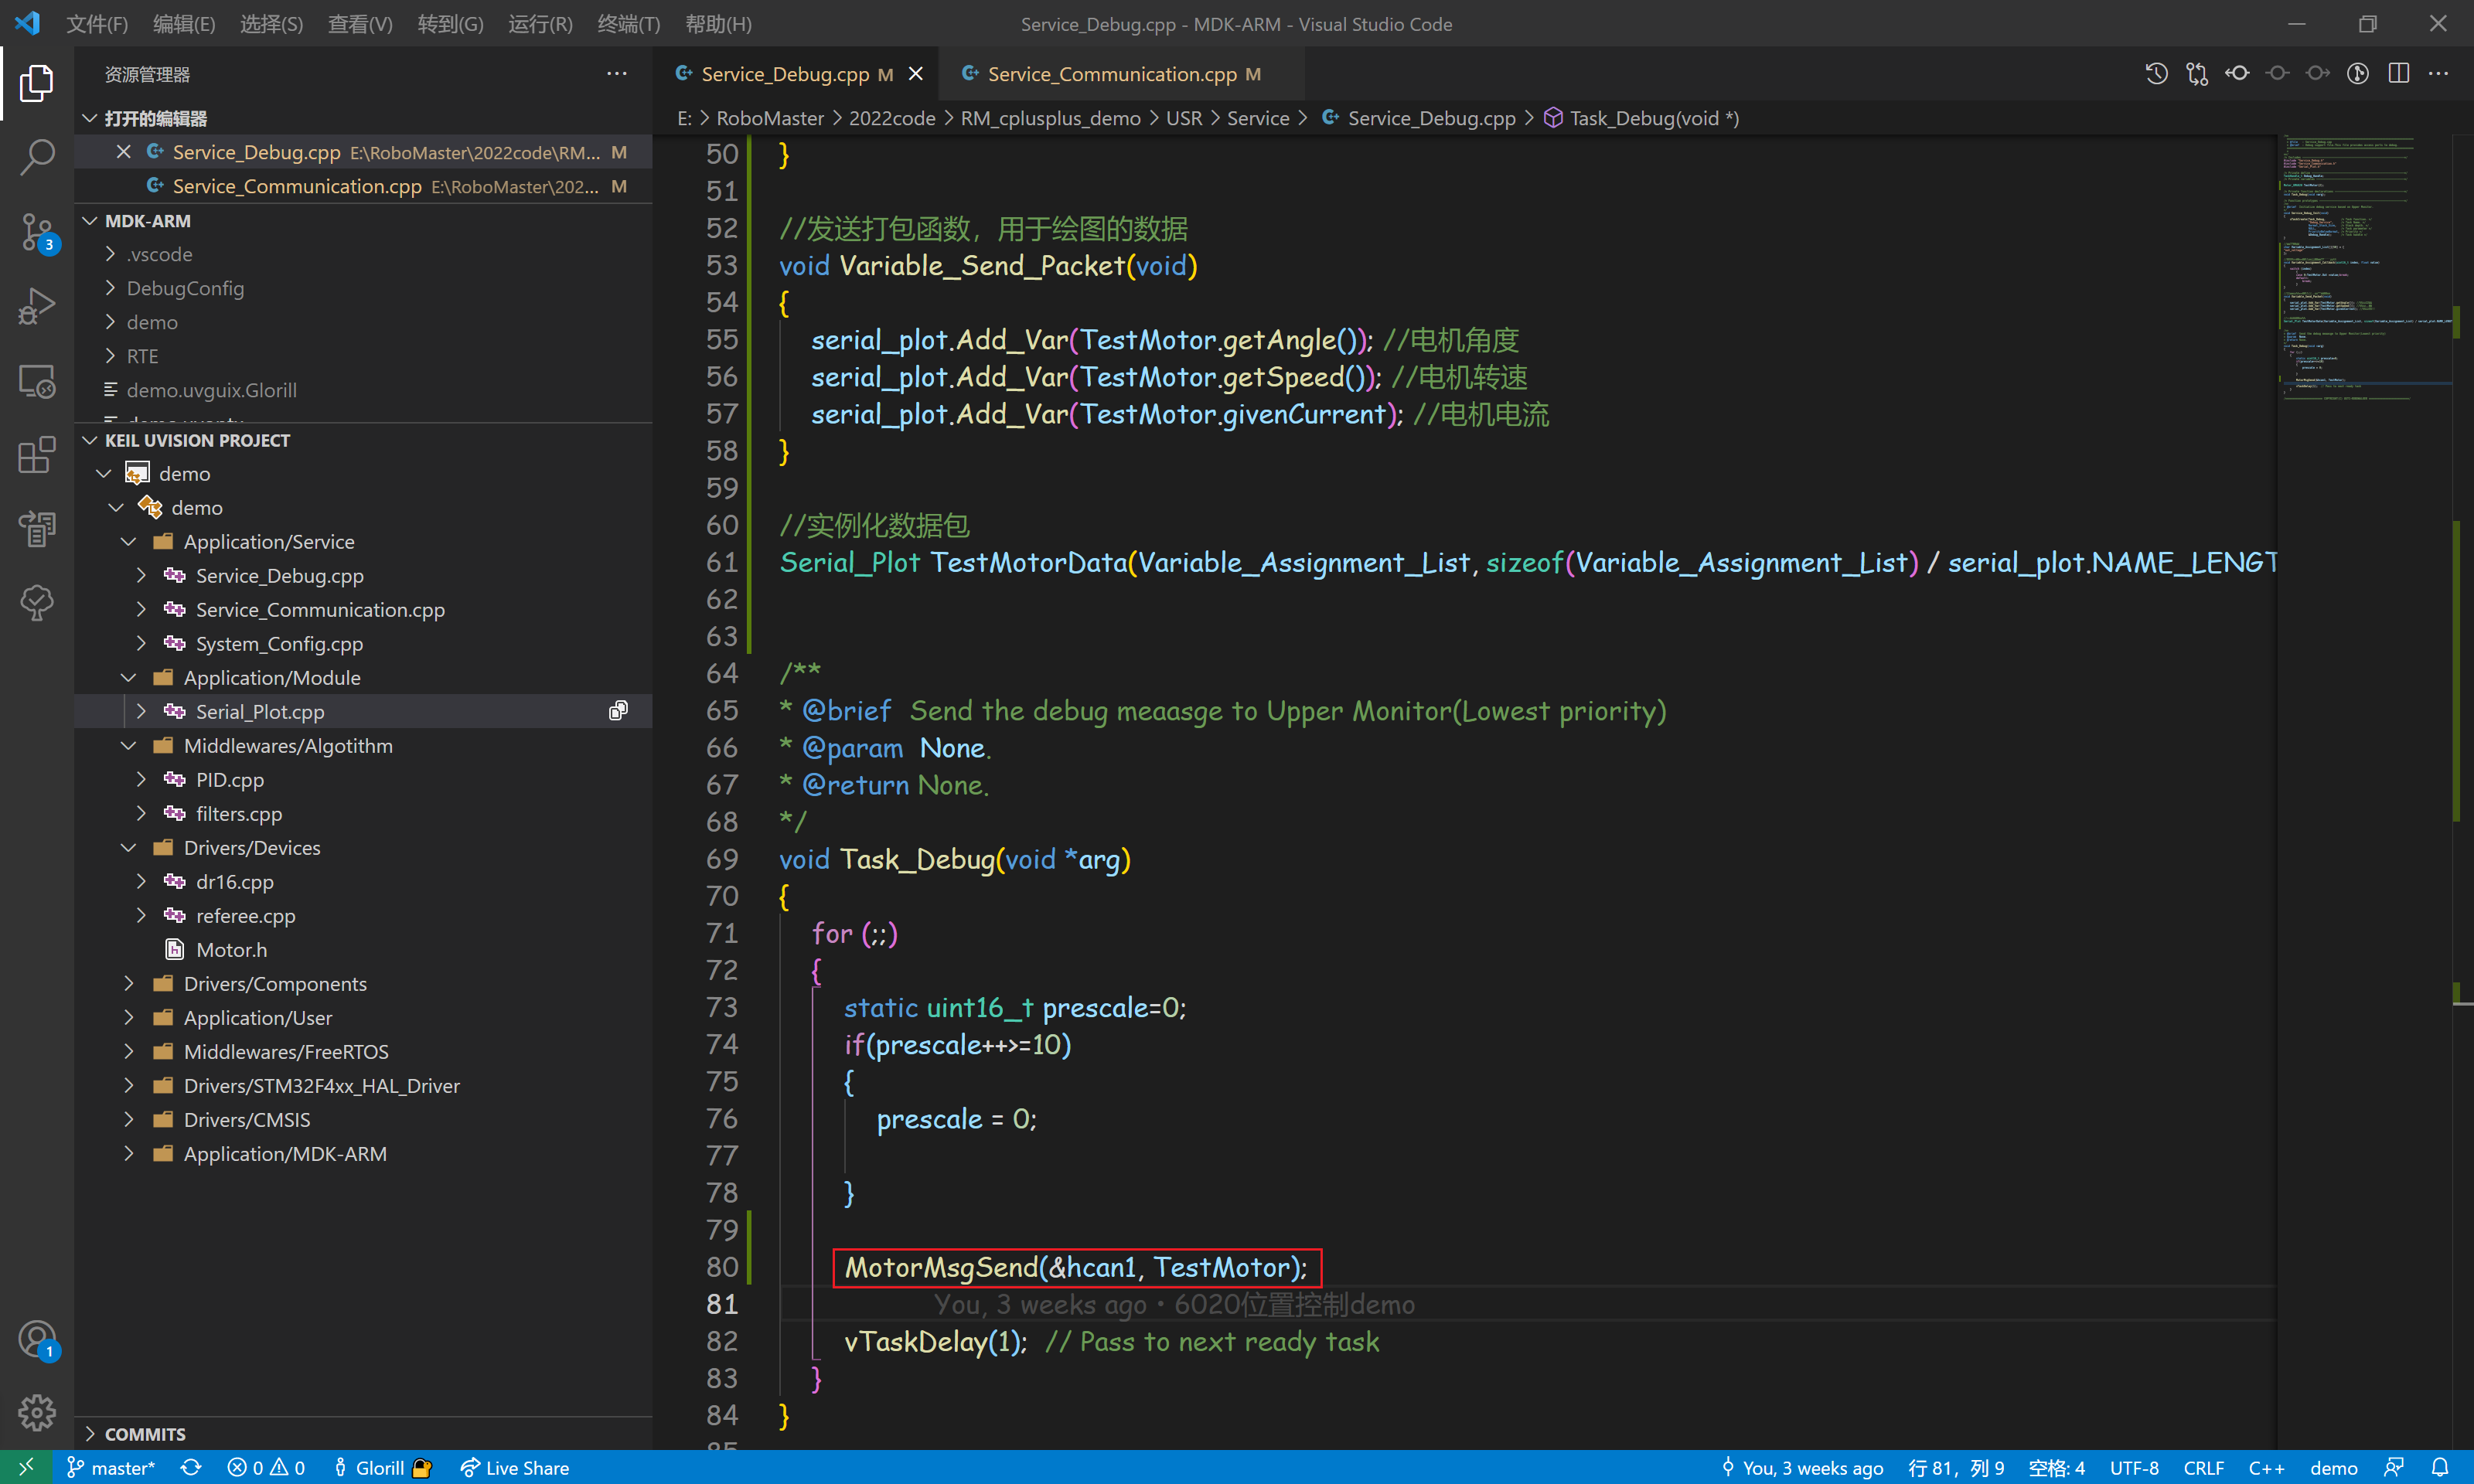 文件(F) 编辑(E) 选择(S) 查看(V) 转到(G) 运行(R) 终端(T) 帮助(H)
Service_Debug.cpp - MDK-ARM - Visual Studio Code
资源管理器
打开的编辑器
Service_Debug.cpp E:\RoboMaster\2022code\RM... M
Service_Communication.cpp E:\RoboMaster\202... M
MDK-ARM
.vscode
DebugConfig
demo
RTE
demo.uvguix.Glorill
KEIL UVISION PROJECT
demo
demo
Application/Service
Service_Debug.cpp
Service_Communication.cpp
System_Config.cpp
Application/Module
Serial_Plot.cpp
Middlewares/Algotithm
PID.cpp
filters.cpp
Drivers/Devices
dr16.cpp
referee.cpp
Motor.h
Drivers/Components
Application/User
Middlewares/FreeRTOS
Drivers/STM32F4xx_HAL_Driver
Drivers/CMSIS
Application/MDK-ARM
COMMITS
3
1
Service_Debug.cpp M Service_Communication.cpp M
E: > RoboMaster > 2022code > RM_cplusplus_demo > USR > Service > Service_Debug.cpp > Task_Debug(void *)
50 }
51
52 //发送打包函数，用于绘图的数据
53 void Variable_Send_Packet(void)
54 {
55 serial_plot.Add_Var(TestMotor.getAngle()); //电机角度
56 serial_plot.Add_Var(TestMotor.getSpeed()); //电机转速
57 serial_plot.Add_Var(TestMotor.givenCurrent); //电机电流
58 }
59
60 //实例化数据包
61 Serial_Plot TestMotorData(Variable_Assignment_List, sizeof(Variable_Assignment_List) / serial_plot.NAME_LENGT
62
63
64 /**
65 * @brief Send the debug meaasge to Upper Monitor(Lowest priority)
66 * @param None.
67 * @return None.
68 */
69 void Task_Debug(void *arg)
70 {
71 for (;;)
72 {
73 static uint16_t prescale=0;
74 if(prescale++>=10)
75 {
76 prescale = 0;
77
78 }
79
80 MotorMsgSend(&hcan1, TestMotor);
81 You, 3 weeks ago • 6020位置控制demo
82 vTaskDelay(1); // Pass to next ready task
83 }
84 }
master* 0 0 Glorill Live Share You, 3 weeks ago 行 81，列 9 空格: 4 UTF-8 CRLF C++ demo